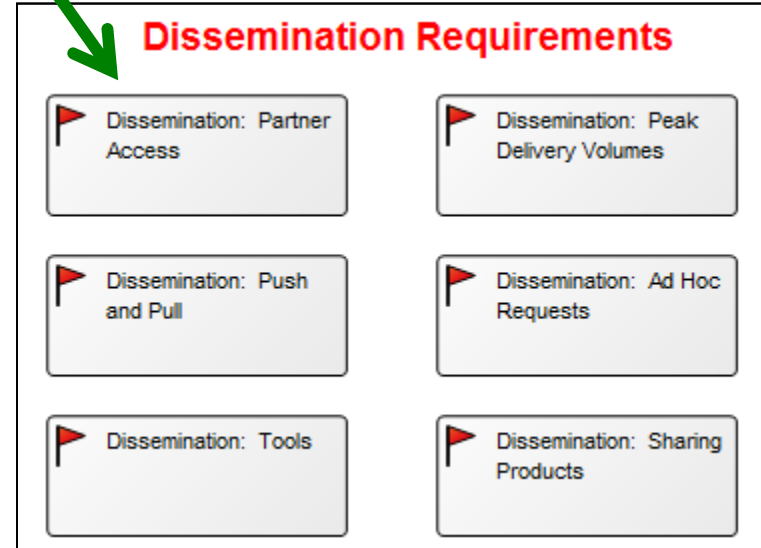 Dissemination Requirements
Dissemination: Partner
Access
Dissemination: Peak
Delivery Volumes
Dissemination: Push
and Pull
Dissemination: Ad Hoc
Requests
Dissemination: Tools
Dissemination: Sharing
Products